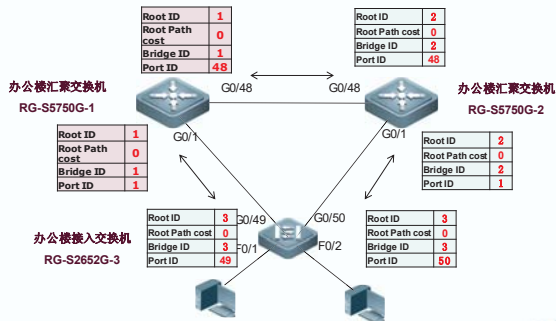 Root ID 1
Root Path cost 0
Bridge ID 1
Port ID 48
Root ID 2
Root Path cost 0
Bridge ID 2
Port ID 48
办公楼汇聚交换机
RG-S5750G-1
G0/48
G0/48
办公楼汇聚交换机
RG-S5750G-2
G0/1
G0/1
Root ID 1
Root Path cost 0
Bridge ID 1
Port ID 1
Root ID 2
Root Path cost 0
Bridge ID 2
Port ID 1
办公楼接入交换机
RG-S2652G-3
Root ID 3
Root Path cost 0
Bridge ID 3
Port ID 49
G0/49
G0/50
F0/1
F0/2
Root ID 3
Root Path cost 0
Bridge ID 3
Port ID 50